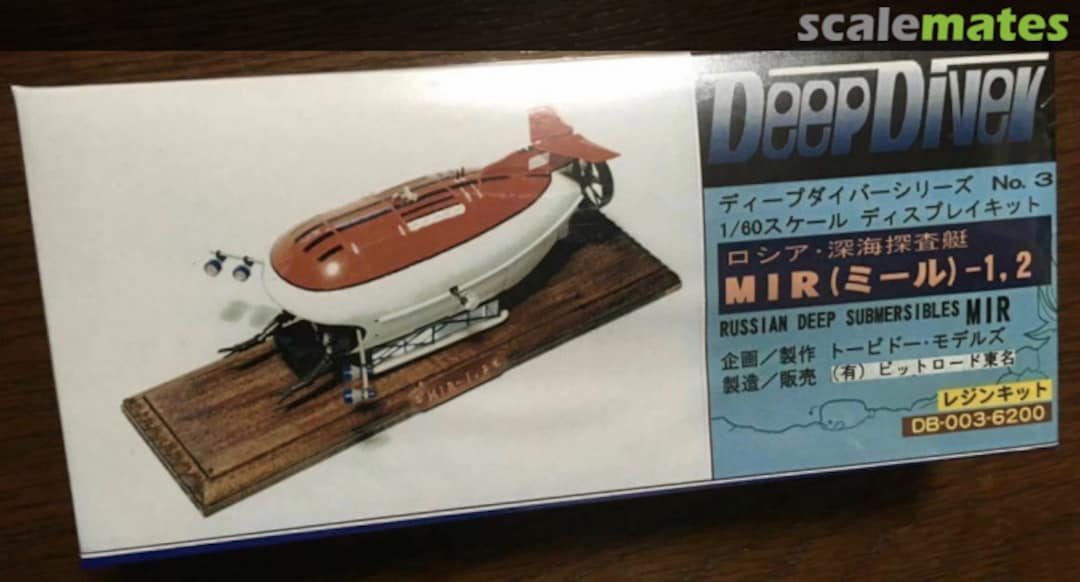 scalemates
DEEPDIVER
ディープダイバーシリーズ No. 3
1/60スケール ディスプレイキット
ロシア・深海探査艇
MIR(ミール)-1,2
RUSSIAN DEEP SUBMERSIBLES MIR
企画/製作 トーピドー・モデルズ
製造/販売 (有)ピットロード東名
レジンキット
DB-003-6200